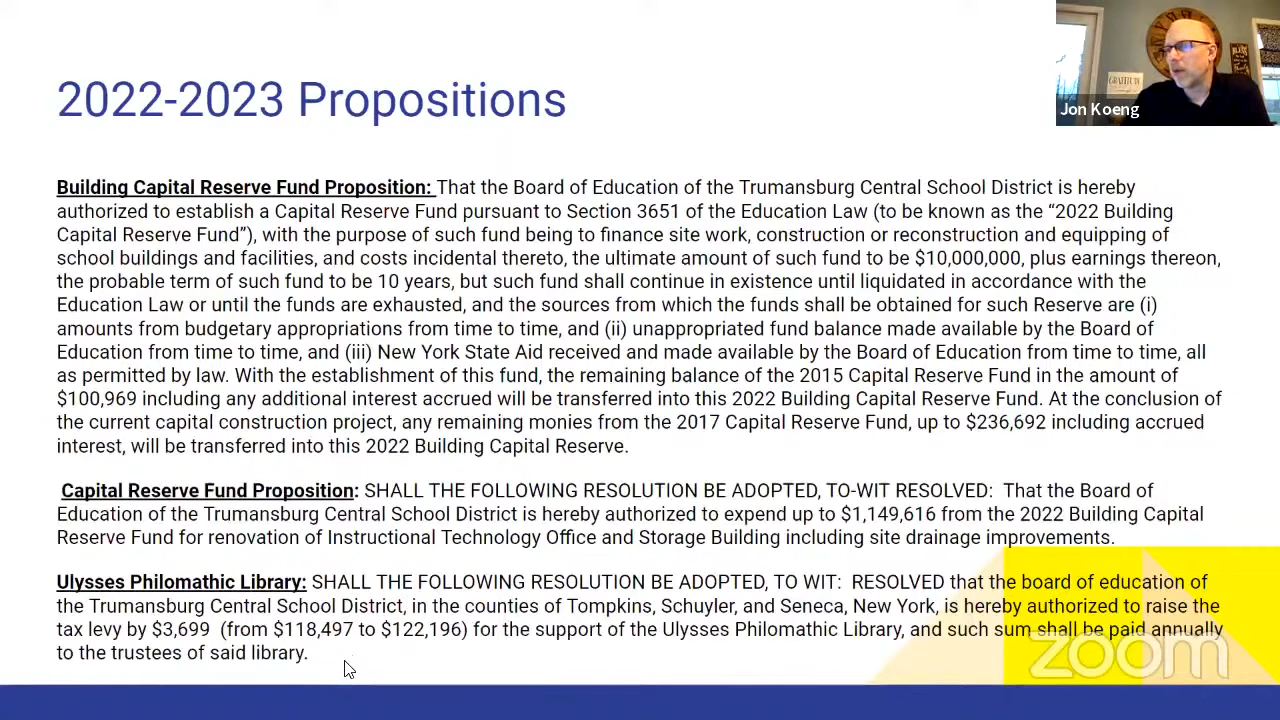 2022-2023 Propositions
GRATITUDE
BLESS
Jon Koeng
Building Capital Reserve Fund Proposition: That the Board of Education of the Trumansburg Central School District is hereby
authorized to establish a Capital Reserve Fund pursuant to Section 3651 of the Education Law (to be known as the “2022 Building
Capital Reserve Fund”), with the purpose of such fund being to finance site work, construction or reconstruction and equipping of
school buildings and facilities, and costs incidental thereto, the ultimate amount of such fund to be $10,000,000, plus earnings thereon,
the probable term of such fund to be 10 years, but such fund shall continue in existence until liquidated in accordance with the
Education Law or until the funds are exhausted, and the sources from which the funds shall be obtained for such Reserve are (i)
amounts from budgetary appropriations from time to time, and (ii) unappropriated fund balance made available by the Board of
Education from time to time, and (iii) New York State Aid received and made available by the Board of Education from time to time, all
as permitted by law. With the establishment of this fund, the remaining balance of the 2015 Capital Reserve Fund in the amount of
$100,969 including any additional interest accrued will be transferred into this 2022 Building Capital Reserve Fund. At the conclusion of
the current capital construction project, any remaining monies from the 2017 Capital Reserve Fund, up to $236,692 including accrued
interest, will be transferred into this 2022 Building Capital Reserve.
Capital Reserve Fund Proposition: SHALL THE FOLLOWING RESOLUTION BE ADOPTED, TO-WIT RESOLVED: That the Board of
Education of the Trumansburg Central School District is hereby authorized to expend up to $1,149,616 from the 2022 Building Capital
Reserve Fund for renovation of Instructional Technology Office and Storage Building including site drainage improvements.
Ulysses Philomathic Library: SHALL THE FOLLOWING RESOLUTION BE ADOPTED, TO WIT: RESOLVED that the board of education of
the Trumansburg Central School District, in the counties of Tompkins, Schuyler, and Seneca, New York, is hereby authorized to raise the
tax levy by $3,699 (from $118,497 to $122,196) for the support of the Ulysses Philomathic Library, and such sum shall be paid annually
to the trustees of said library.
zoom